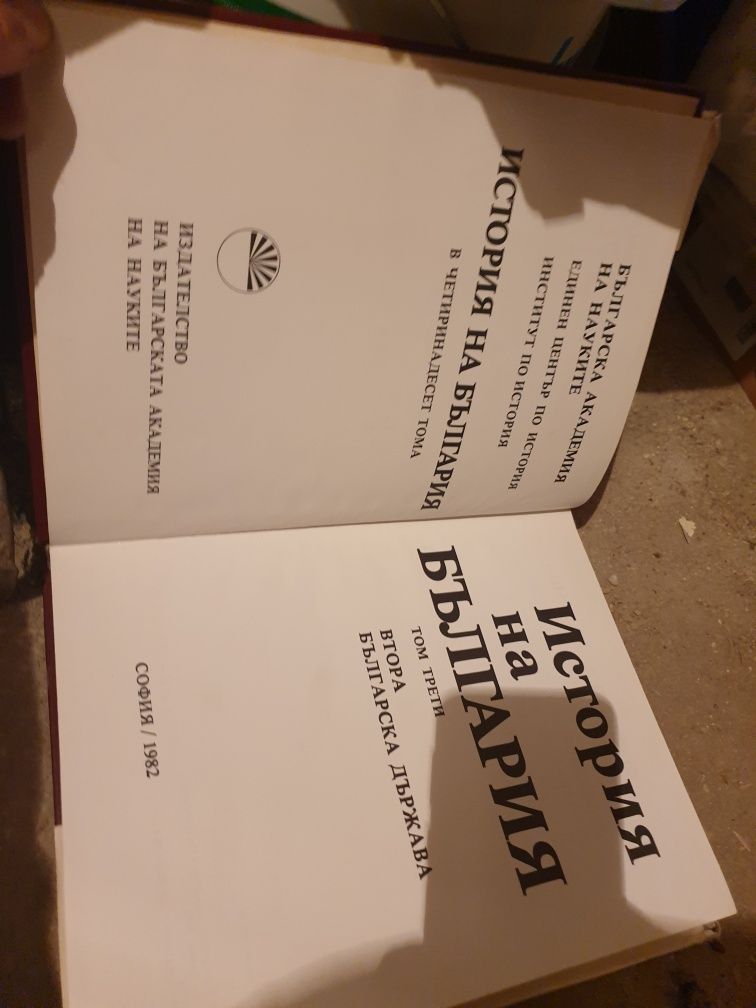 БЪЛГАРСКА АКАДЕМИЯ
НА НАУКИТЕ
ЕДИНЕН ЦЕНТЪР ПО ИСТОРИЯ
ИНСТИТУТ ПО ИСТОРИЯ
ИСТОРИЯ НА БЪЛГАРИЯ
В ЧЕТИРИНАДЕСЕТ ТОМА
ИЗДАТЕЛСТВО
НА БЪЛГАРСКАТА АКАДЕМИЯ
НА НАУКИТЕ
История
на
БЪЛГАРИЯ
ТОМ ТРЕТИ
ВТОРА
БЪЛГАРСКА ДЪРЖАВА
СОФИЯ / 1982